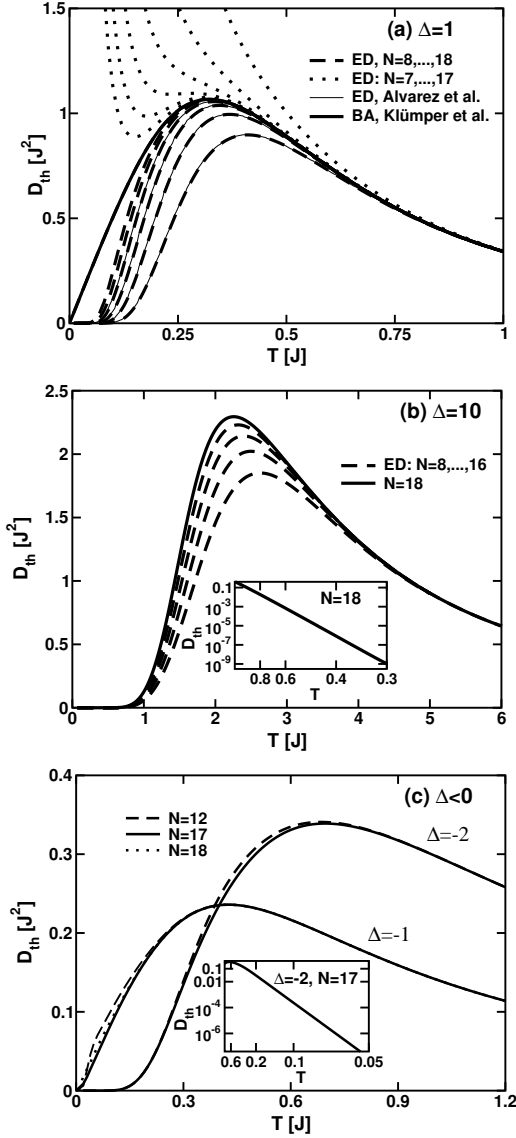 (a) Δ=1
ED, N=8,...,18
ED: N=7,...,17
ED, Alvarez et al.
BA, Klümper et al.
D_th [J^2]
1.5
1
0.5
0
0 0.25 0.5 0.75 1
T [J]
(b) Δ=10
ED: N=8,...,16
N=18
D_th [J^2]
2.5
2
1.5
1
0.5
0
N=18
D_th
0.1
10^-3
10^-5
10^-7
10^-9
0.8 0.6 0.4 0.3
T
0 1 2 3 4 5 6
T [J]
(c) Δ<0
N=12
N=17
N=18
Δ=-2
Δ=-1
D_th [J^2]
0.4
0.3
0.2
0.1
0
Δ=-2, N=17
D_th
0.1
0.01
10^-4
10^-6
0.6 0.2 0.1 0.05
T
0 0.3 0.6 0.9 1.2
T [J]